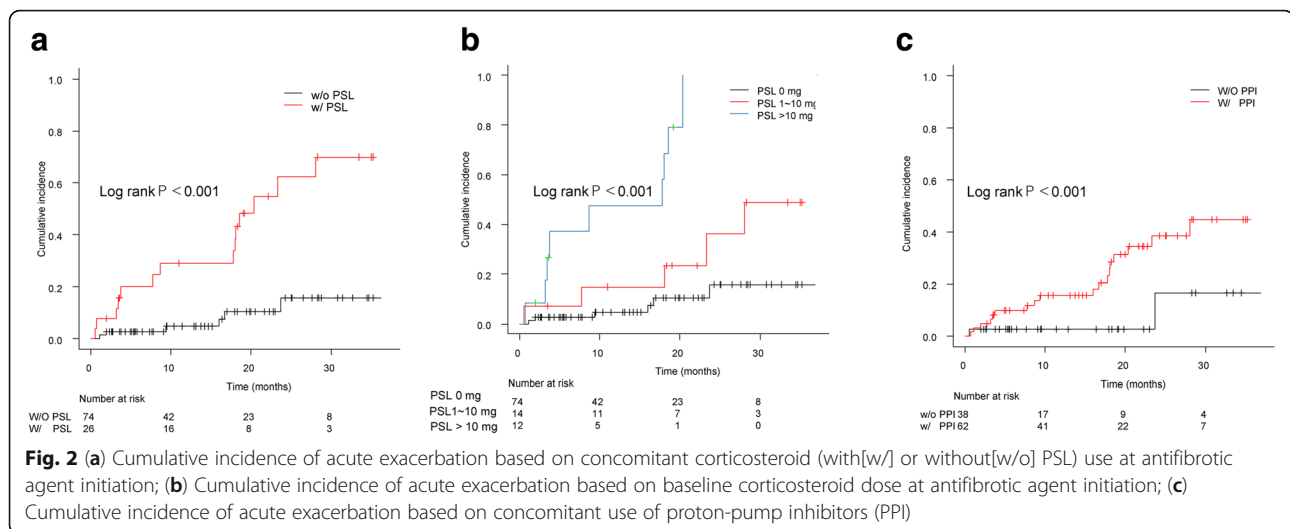 a
1.0
0.8
0.6
0.4
0.2
0.0
Cumulative incidence
w/o PSL
w/ PSL
Log rank P < 0.001
0 10 20 30
Time (months)
Number at risk
W/O PSL 74 42 23 8
W/ PSL 26 16 8 3
b
1.0
0.8
0.6
0.4
0.2
0.0
Cumulative incidence
PSL 0 mg
PSL 1~10 mg
PSL >10 mg
Log rank P < 0.001
0 10 20 30
Time (months)
Number at risk
PSL 0 mg 74 42 23 8
PSL1~10 mg 14 11 7 3
PSL > 10 mg 12 5 1 0
c
1.0
0.8
0.6
0.4
0.2
0.0
Cumulative incidence
W/O PPI
W/ PPI
Log rank P < 0.001
0 10 20 30
Time (months)
Number at risk
w/o PPI 38 17 9 4
w/ PPI 62 41 22 7
Fig. 2 (a) Cumulative incidence of acute exacerbation based on concomitant corticosteroid (with[w/] or without[w/o] PSL) use at antifibrotic
agent initiation; (b) Cumulative incidence of acute exacerbation based on baseline corticosteroid dose at antifibrotic agent initiation; (c)
Cumulative incidence of acute exacerbation based on concomitant use of proton-pump inhibitors (PPI)